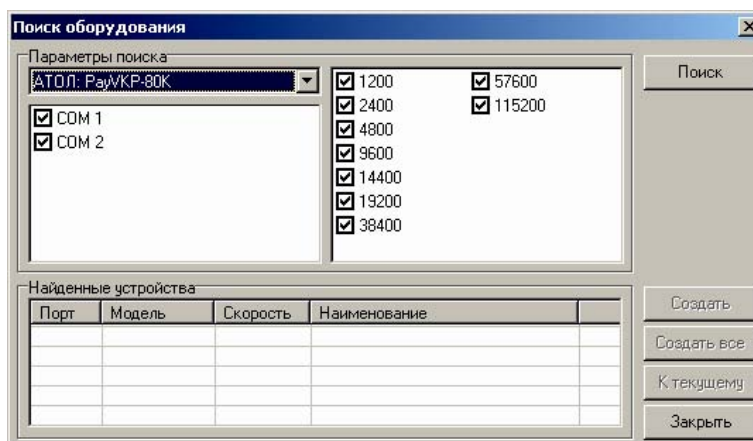 Поиск оборудования
Параметры поиска
АТОЛ: PayVKP-80K
COM 1
COM 2
1200
2400
4800
9600
14400
19200
38400
57600
115200
Поиск
Найденные устройства
Порт Модель Скорость Наименование
Создать
Создать все
К текущему
Закрыть